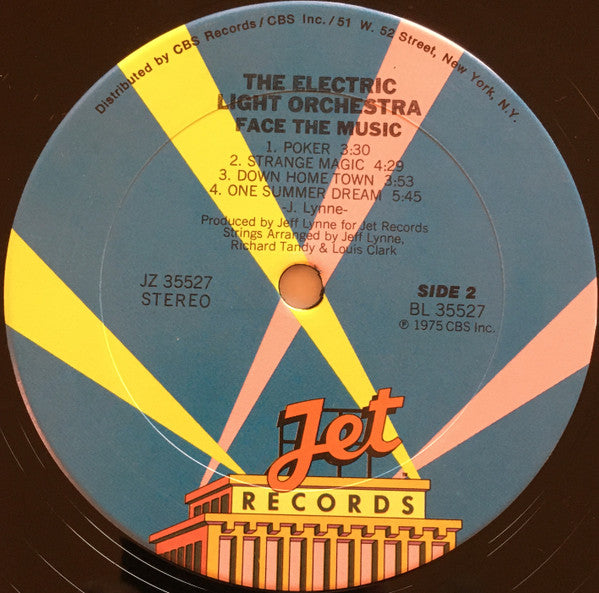 Distributed by CBS Records/CBS Inc./51 W. 52 Street, New York, N.Y.
THE ELECTRIC
LIGHT ORCHESTRA
FACE THE MUSIC
1. POKER 3:30
2. STRANGE MAGIC 4:29
3. DOWN HOME TOWN 3:53
4. ONE SUMMER DREAM 5:45
-J. Lynne-
Produced by Jeff Lynne for Jet Records
Strings Arranged by Jeff Lynne,
Richard Tandy & Louis Clark
JZ 35527
STEREO
SIDE 2
BL 35527
℗ 1975 CBS Inc.
Jet
RECORDS